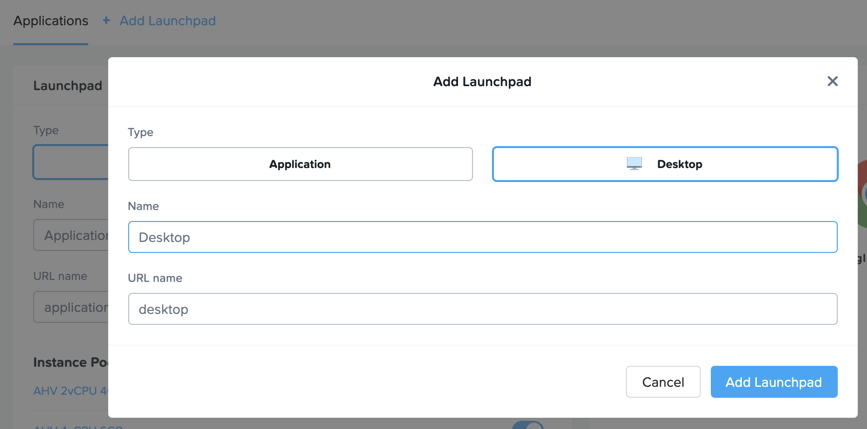 Applications + Add Launchpad
Launchpad
Add Launchpad
Type
Type
Application
Desktop
Name
Name
Application
Desktop
URL name
URL name
application
desktop
Instance Po
AHV 2vCPU 4
Cancel
Add Launchpad